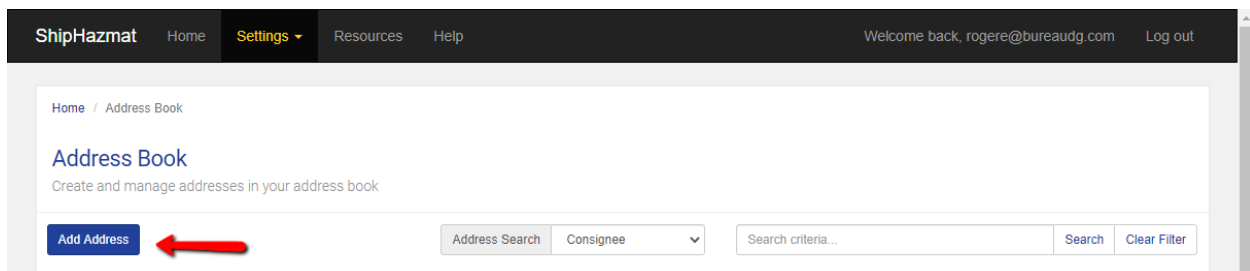 ShipHazmat Home Settings Resources Help Welcome back, rogere@bureaudg.com Log out
Home / Address Book
Address Book
Create and manage addresses in your address book
Add Address Address Search Consignee Search criteria... Search Clear Filter